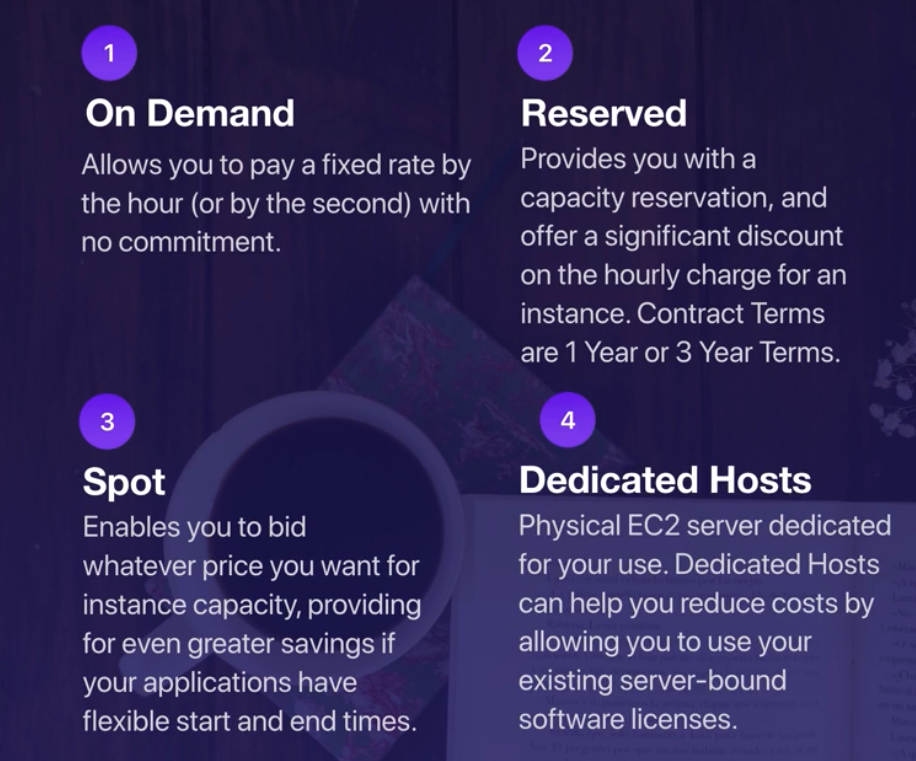 1
On Demand
Allows you to pay a fixed rate by
the hour (or by the second) with
no commitment.
2
Reserved
Provides you with a
capacity reservation, and
offer a significant discount
on the hourly charge for an
instance. Contract Terms
are 1 Year or 3 Year Terms.
3
Spot
Enables you to bid
whatever price you want for
instance capacity, providing
for even greater savings if
your applications have
flexible start and end times.
4
Dedicated Hosts
Physical EC2 server dedicated
for your use. Dedicated Hosts
can help you reduce costs by
allowing you to use your
existing server-bound
software licenses.